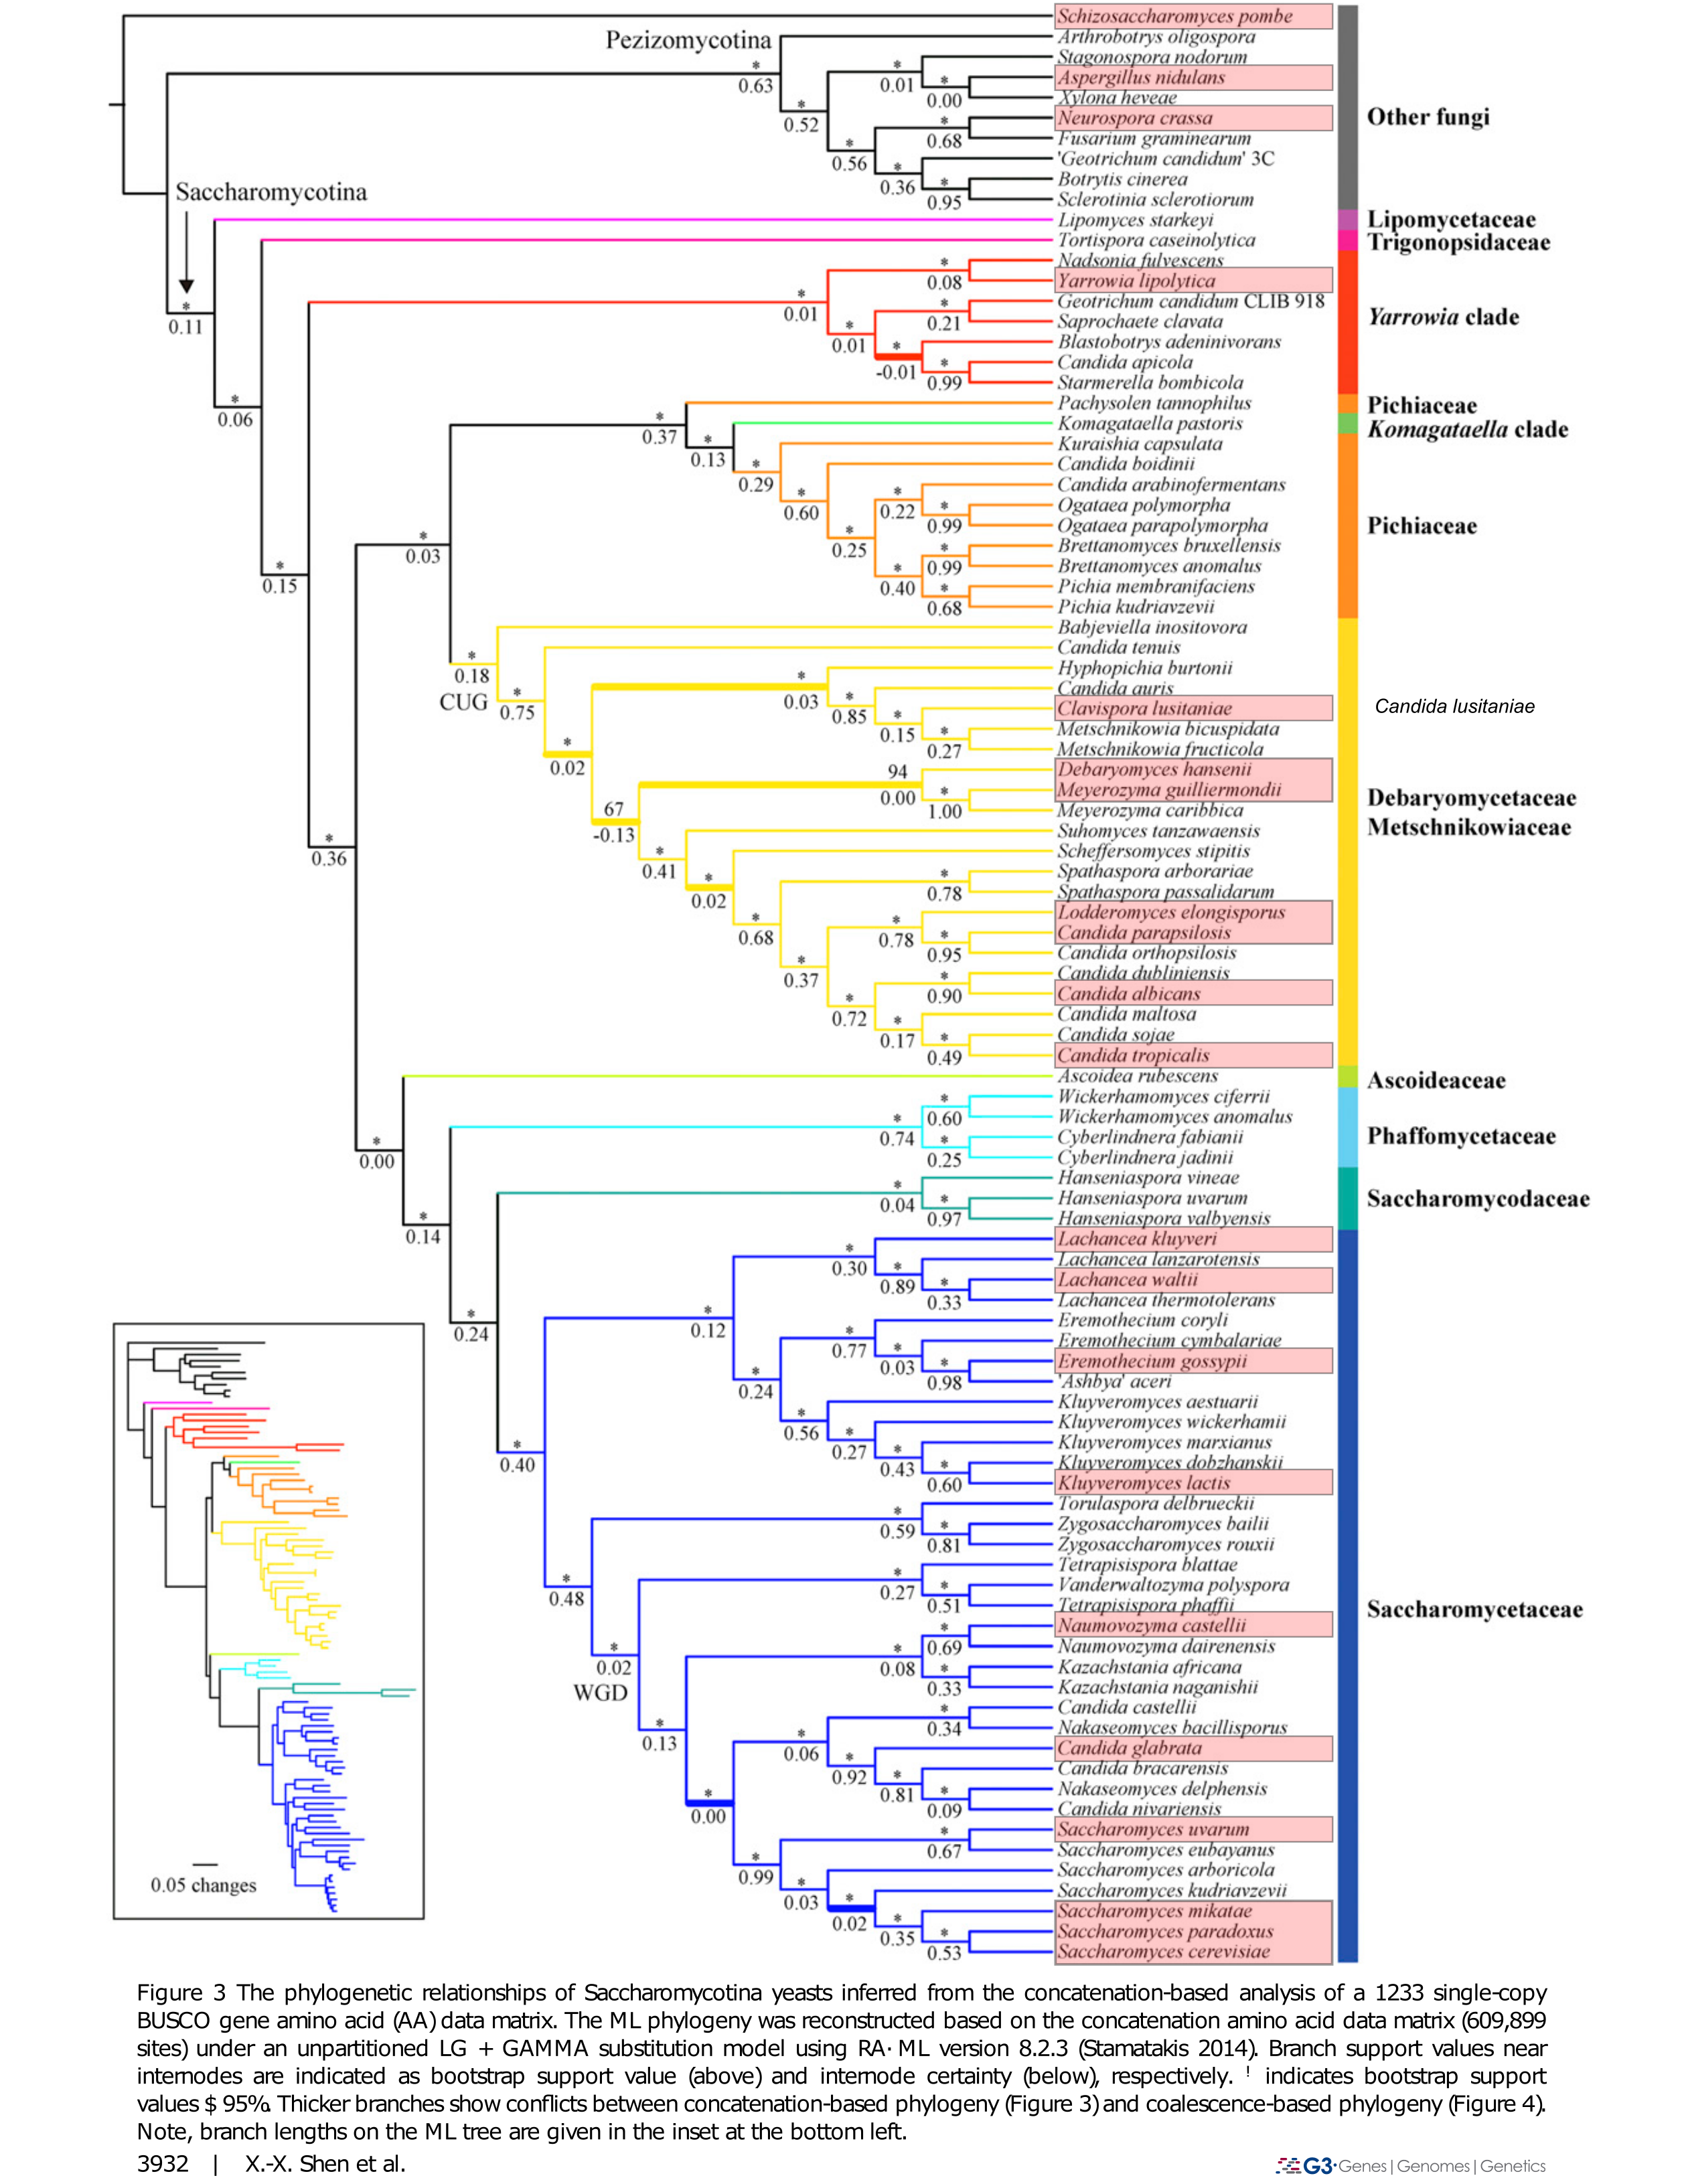 Schizosaccharomyces pombe
Pezizomycotina
Arthrobotrys oligospora
Stagonospora nodorum
*
*
0.63
0.01
Aspergillus nidulans
*
0.00
Xylona heveae
*
0.52
Neurospora crassa
*
0.68
Fusarium graminearum
Other fungi
*
0.56
'Geotrichum candidum' 3C
*
0.36
Botrytis cinerea
*
0.95
Sclerotinia sclerotiorum
Saccharomycotina
Lipomyces starkeyi
Lipomycetaceae
Tortispora caseinolytica
Trigonopsidaceae
Nadsonia fulvescens
*
0.08
Yarrowia lipolytica
*
0.11
*
0.01
Geotrichum candidum CLIB 918
*
0.21
Saprochaete clavata
Yarrowia clade
*
0.01
Blastobotrys adeninivorans
*
-0.01
Candida apicola
*
0.99
Starmerella bombicola
*
0.06
Pachysolen tannophilus
Pichiaceae
*
0.37
Komagataella pastoris
Komagataella clade
*
0.13
Kuraishia capsulata
*
0.29
Candida boidinii
*
0.60
Candida arabinofermentans
*
0.22
Ogataea polymorpha
*
0.99
Ogataea parapolymorpha
Pichiaceae
*
0.25
Brettanomyces bruxellensis
*
0.99
Brettanomyces anomalus
*
0.03
*
0.40
Pichia membranifaciens
*
0.68
Pichia kudriavzevii
*
0.15
Babjeviella inositovora
*
0.18
Candida tenuis
CUG
*
0.75
Hyphopichia burtonii
*
0.03
Candida auris
*
0.85
Clavispora lusitaniae
Candida lusitaniae
*
0.15
Metschnikowia bicuspidata
*
0.27
Metschnikowia fructicola
*
0.02
Debaryomyces hansenii
94
0.00
Meyerozyma guilliermondii
*
1.00
Meyerozyma caribbica
Debaryomycetaceae
Metschnikowiaceae
67
-0.13
Suhomyces tanzawaensis
*
0.41
Scheffersomyces stipitis
*
0.36
*
0.02
Spathaspora arborariae
*
0.78
Spathaspora passalidarum
*
0.68
Lodderomyces elongisporus
*
0.78
Candida parapsilosis
*
0.95
Candida orthopsilosis
*
0.37
Candida dubliniensis
*
0.90
Candida albicans
*
0.72
Candida maltosa
*
0.17
Candida sojae
*
0.49
Candida tropicalis
Ascoidea rubescens
Ascoideaceae
Wickerhamomyces ciferrii
*
0.60
Wickerhamomyces anomalus
*
0.74
Cyberlindnera fabianii
Phaffomycetaceae
*
0.25
Cyberlindnera jadinii
*
0.00
Hanseniaspora vineae
*
0.04
Hanseniaspora uvarum
Saccharomycodaceae
*
0.97
Hanseniaspora valbyensis
*
0.14
Lachancea kluyveri
*
0.30
Lachancea lanzarotensis
*
0.89
Lachancea waltii
*
0.33
Lachancea thermotolerans
*
0.24
*
0.12
Eremothecium coryli
*
0.77
Eremothecium cymbalariae
*
0.03
Eremothecium gossypii
*
0.98
'Ashbya' aceri
*
0.24
Kluyveromyces aestuarii
*
0.56
Kluyveromyces wickerhamii
*
0.27
Kluyveromyces marxianus
*
0.43
Kluyveromyces dobzhanskii
*
0.60
Kluyveromyces lactis
*
0.40
Torulaspora delbrueckii
*
0.59
Zygosaccharomyces bailii
*
0.81
Zygosaccharomyces rouxii
*
0.48
Tetrapisispora blattae
*
0.27
Vanderwaltozyma polyspora
*
0.51
Tetrapisispora phaffii
Saccharomycetaceae
*
0.02
WGD
Naumovozyma castellii
*
0.69
Naumovozyma dairenensis
*
0.08
Kazachstania africana
*
0.33
Kazachstania naganishii
*
0.13
Candida castellii
*
0.34
Nakaseomyces bacillisporus
*
0.06
Candida glabrata
*
0.92
Candida bracarensis
*
0.81
Nakaseomyces delphensis
*
0.09
Candida nivariensis
*
0.00
Saccharomyces uvarum
*
0.67
Saccharomyces eubayanus
*
0.99
Saccharomyces arboricola
*
0.03
Saccharomyces kudriavzevii
*
0.02
Saccharomyces mikatae
*
0.35
Saccharomyces paradoxus
*
0.53
Saccharomyces cerevisiae
0.05 changes
Figure 3 The phylogenetic relationships of Saccharomycotina yeasts inferred from the concatenation-based analysis of a 1233 single-copy
BUSCO gene amino acid (AA) data matrix. The ML phylogeny was reconstructed based on the concatenation amino acid data matrix (609,899
sites) under an unpartitioned LG + GAMMA substitution model using RA·ML version 8.2.3 (Stamatakis 2014). Branch support values near
internodes are indicated as bootstrap support value (above) and internode certainty (below), respectively. ! indicates bootstrap support
values $ 95%. Thicker branches show conflicts between concatenation-based phylogeny (Figure 3) and coalescence-based phylogeny (Figure 4).
Note, branch lengths on the ML tree are given in the inset at the bottom left.
3932 | X.-X. Shen et al.
G3·Genes|Genomes|Genetics